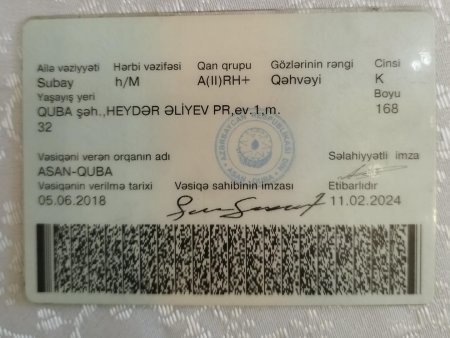 Ailə vəziyyəti Hərbi vəzifəsi Qan qrupu Gözlərinin rəngi Cinsi
Subay h/M A(II)RH+ Qəhvəyi K
Yaşayış yeri Boyu
QUBA şəh.,HEYDƏR ƏLİYEV PR,ev.1,m. 168
32
Vəsiqəni verən orqanın adı Səlahiyyətli imza
ASAN-QUBA
Vəsiqənin verilmə tarixi Vəsiqə sahibinin imzası Etibarlıdır
05.06.2018 11.02.2024